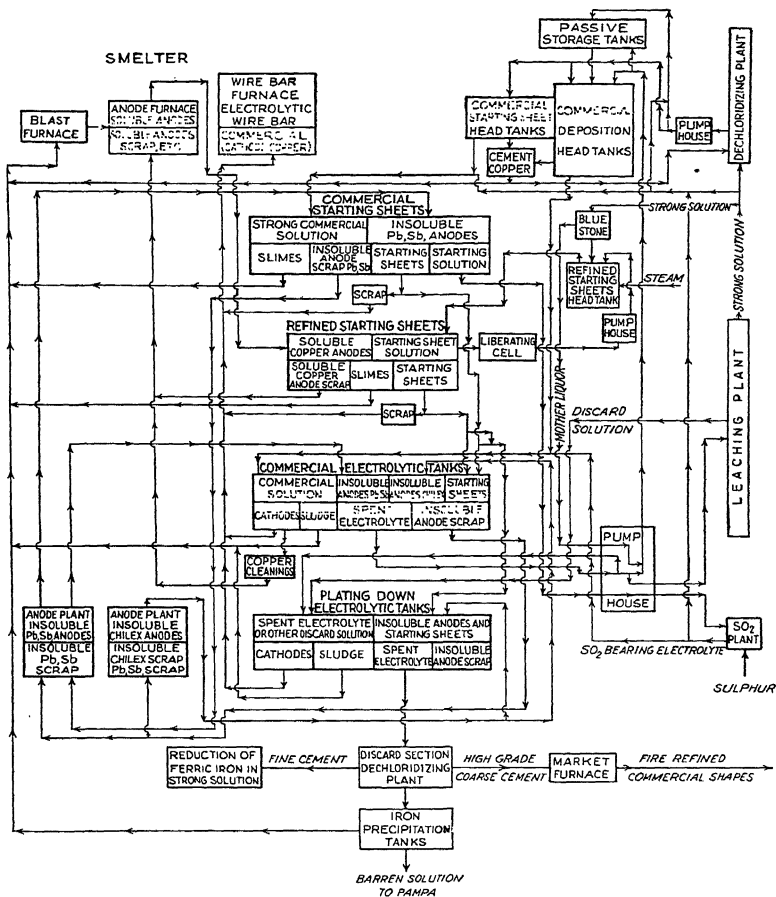 SMELTER
BLAST
FURNACE
ANODE FURNACE
SOLUBLE ANODES
SOLUBLE ANODES
SCRAP, ETC.
WIRE BAR
FURNACE
ELECTROLYTIC
WIRE BAR
COMMERCIAL
(CATHODE COPPER)
PASSIVE
STORAGE TANKS
COMMERCIAL
STARTING SHEET
HEAD TANKS
COMMERCIAL
DEPOSITION
HEAD TANKS
CEMENT
COPPER
PUMP
HOUSE
DECHLORIDIZING PLANT
STRONG SOLUTION
STRONG SOLUTION
BLUE
STONE
REFINED
STARTING
SHEETS
HEAD TANK
STEAM
PUMP
HOUSE
COMMERCIAL
STARTING SHEETS
STRONG COMMERCIAL
SOLUTION
INSOLUBLE
Pb, Sb, ANODES
SLIMES
INSOLUBLE
ANODE
SCRAP Pb, Sb
STARTING
SHEETS
STARTING
SOLUTION
SCRAP
REFINED STARTING SHEETS
SOLUBLE
COPPER ANODES
STARTING SHEET
SOLUTION
SOLUBLE
COPPER
ANODE SCRAP
SLIMES
STARTING
SHEETS
LIBERATING
CELL
SCRAP
MOTHER LIQUOR
DISCARD
SOLUTION
LEACHING PLANT
COMMERCIAL ELECTROLYTIC TANKS
COMMERCIAL
SOLUTION
INSOLUBLE
ANODES Pb Sb
INSOLUBLE
ANODES CHILEX
STARTING
SHEETS
CATHODES
SLUDGE
SPENT
ELECTROLYTE
INSOLUBLE
ANODE SCRAP
COPPER
CLEANINGS
PUMP
HOUSE
PLATING DOWN
ELECTROLYTIC TANKS
SPENT ELECTROLYTE
OR OTHER DISCARD SOLUTION
INSOLUBLE ANODES AND
STARTING SHEETS
CATHODES
SLUDGE
SPENT
ELECTROLYTE
INSOLUBLE
ANODE SCRAP
ANODE PLANT
INSOLUBLE
Pb, Sb ANODES
INSOLUBLE
Pb, Sb
SCRAP
ANODE PLANT
INSOLUBLE
CHILEX ANODES
INSOLUBLE
CHILEX SCRAP
Pb, Sb, SCRAP
SO2
PLANT
SO2 BEARING ELECTROLYTE
SULPHUR
REDUCTION OF
FERRIC IRON IN
STRONG SOLUTION
FINE CEMENT
DISCARD SECTION
DECHLORIDIZING
PLANT
HIGH GRADE
COARSE CEMENT
MARKET
FURNACE
FIRE REFINED
COMMERCIAL SHAPES
IRON
PRECIPITATION
TANKS
BARREN SOLUTION
TO PAMPA